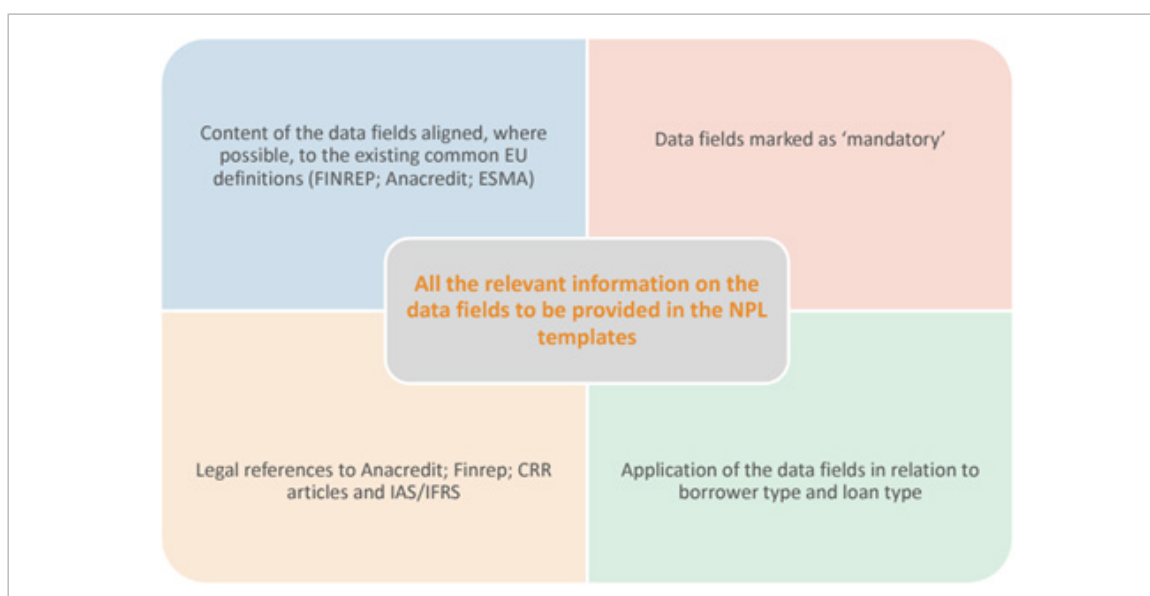 Content of the data fields aligned, where
possible, to the existing common EU
definitions (FINREP; Anacredit; ESMA)
Data fields marked as ‘mandatory’
All the relevant information on the
data fields to be provided in the NPL
templates
Legal references to Anacredit; Finrep; CRR
articles and IAS/IFRS
Application of the data fields in relation to
borrower type and loan type